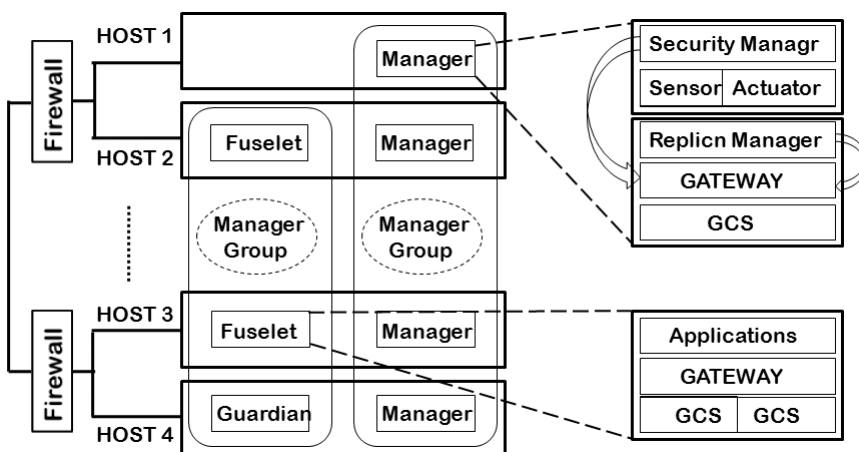 HOST 1
Firewall
HOST 2
Manager
Fuselet
Manager
Manager
Group
Manager
Group
HOST 3
Firewall
HOST 4
Fuselet
Manager
Guardian
Manager
Security Managr
Sensor
Actuator
Replicn Manager
GATEWAY
GCS
Applications
GATEWAY
GCS
GCS